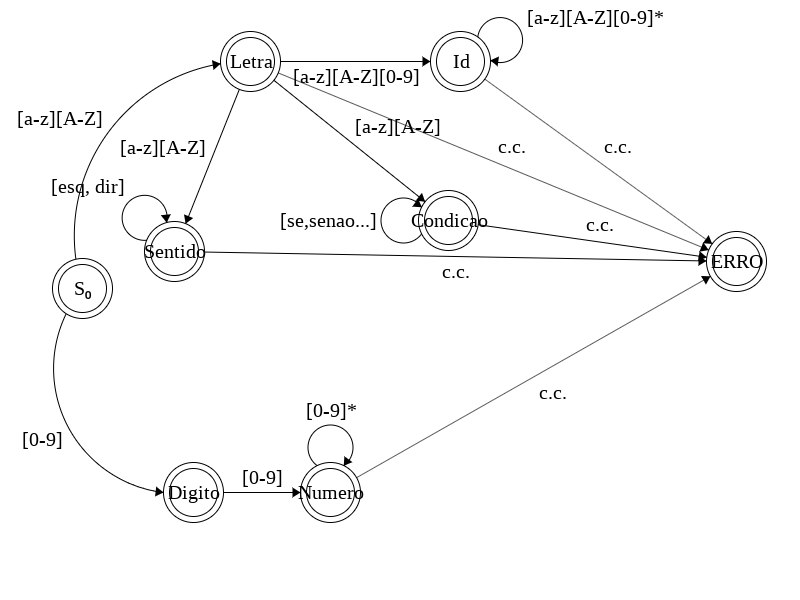 [a-z][A-Z][0-9]*
Letra
Id
[a-z][A-Z][0-9]
[a-z][A-Z]
[a-z][A-Z]
[a-z][A-Z]
c.c.
c.c.
[esq, dir]
[se,senao...]
Condicao
c.c.
Sentido
ERRO
c.c.
S₀
c.c.
[0-9]*
[0-9]
[0-9]
Digito
Numero